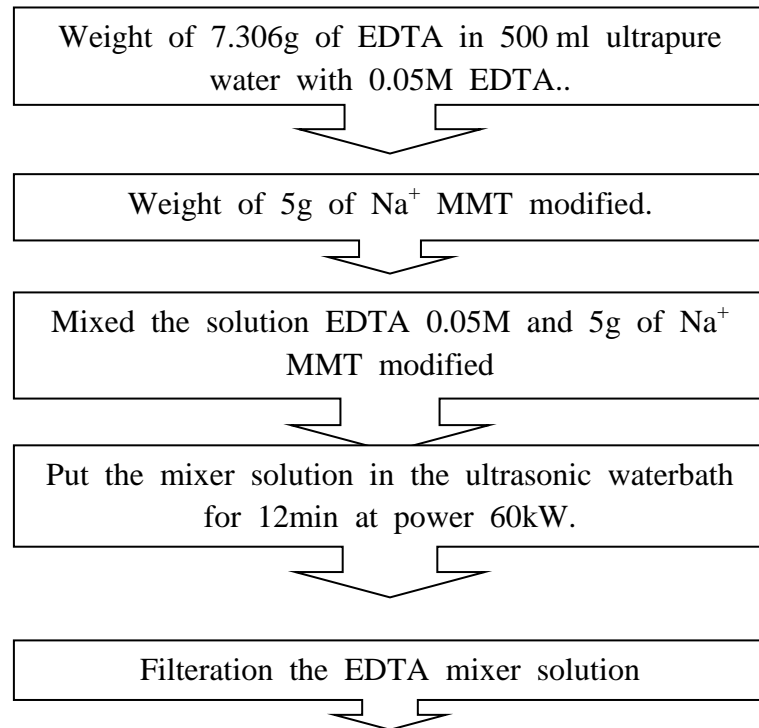 Weight of 7.306g of EDTA in 500 ml ultrapure
water with 0.05M EDTA..
Weight of 5g of Na⁺ MMT modified.
Mixed the solution EDTA 0.05M and 5g of Na⁺
MMT modified
Put the mixer solution in the ultrasonic waterbath
for 12min at power 60kW.
Filteration the EDTA mixer solution